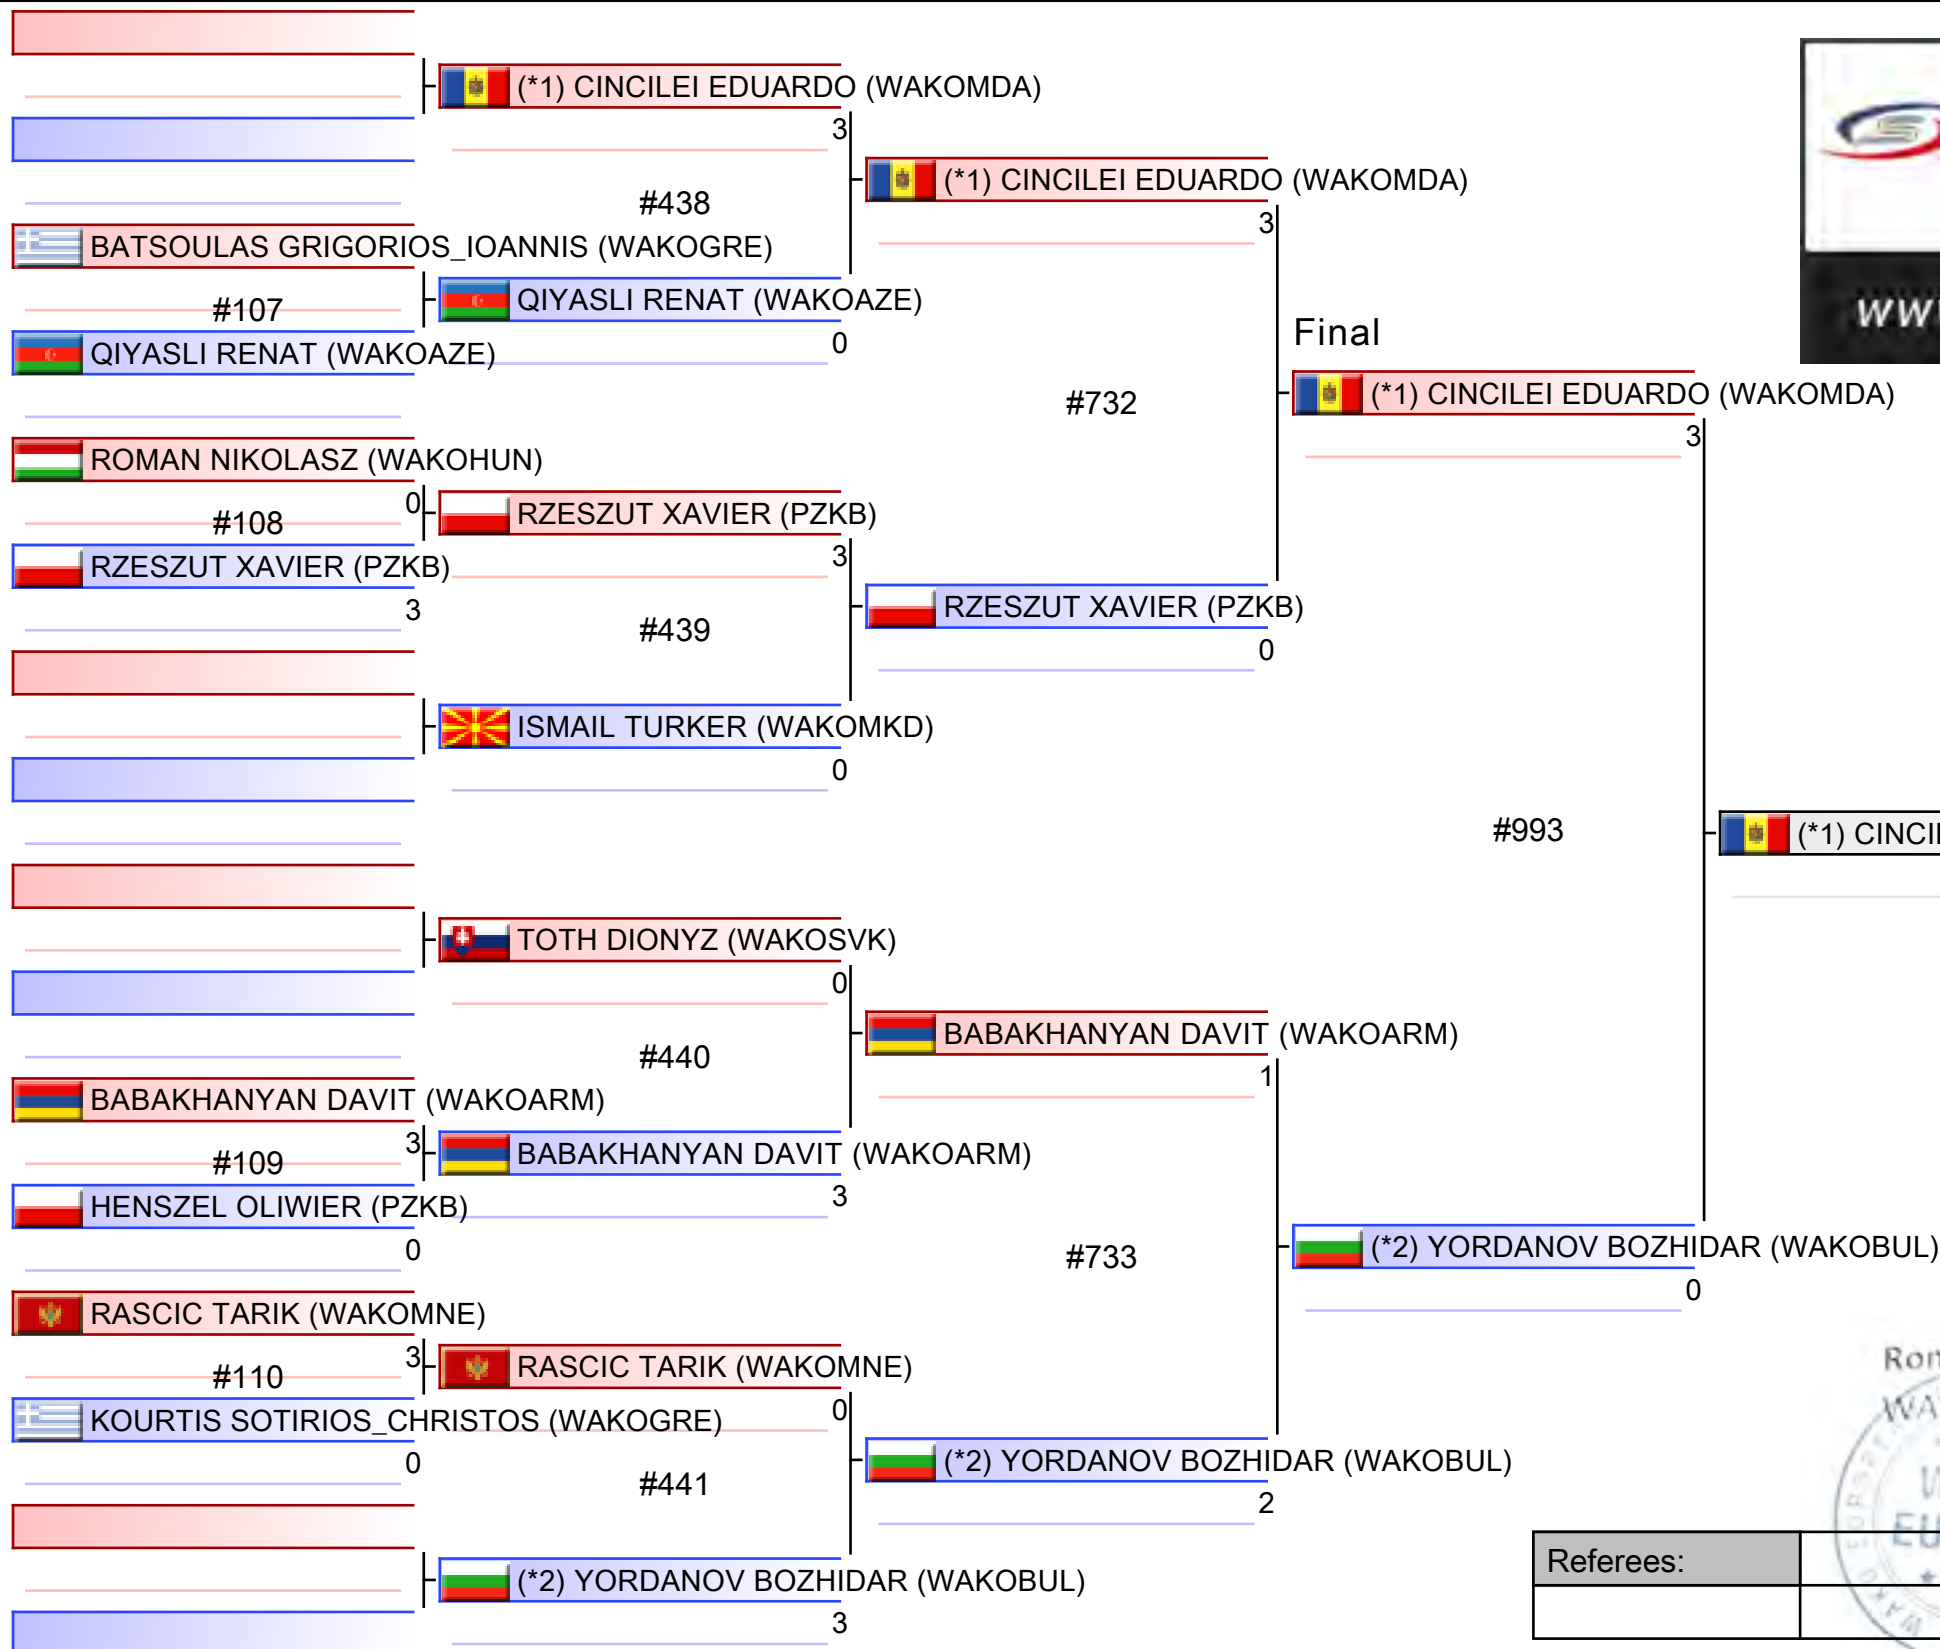 (*1) CINCILEI EDUARDO (WAKOMDA)
3
(*1) CINCILEI EDUARDO (WAKOMDA)
3
#438
BATSOULAS GRIGORIOS_IOANNIS (WAKOGRE)
#107
QIYASLI RENAT (WAKOAZE)
0
QIYASLI RENAT (WAKOAZE)
Final
#732
(*1) CINCILEI EDUARDO (WAKOMDA)
3
ROMAN NIKOLASZ (WAKOHUN)
0
#108
RZESZUT XAVIER (PZKB)
3
RZESZUT XAVIER (PZKB)
3
#439
RZESZUT XAVIER (PZKB)
0
ISMAIL TURKER (WAKOMKD)
0
#993
(*1)
TOTH DIONYZ (WAKOSVK)
0
#440
BABAKHANYAN DAVIT (WAKOARM)
1
BABAKHANYAN DAVIT (WAKOARM)
3
#109
BABAKHANYAN DAVIT (WAKOARM)
3
HENSZEL OLIWIER (PZKB)
0
#733
(*2) YORDANOV BOZHIDAR (WAKOBUL)
0
RASCIC TARIK (WAKOMNE)
3
#110
RASCIC TARIK (WAKOMNE)
0
KOURTIS SOTIRIOS_CHRISTOS (WAKOGRE)
0
#441
(*2) YORDANOV BOZHIDAR (WAKOBUL)
2
(*2) YORDANOV BOZHIDAR (WAKOBUL)
3
Referees: